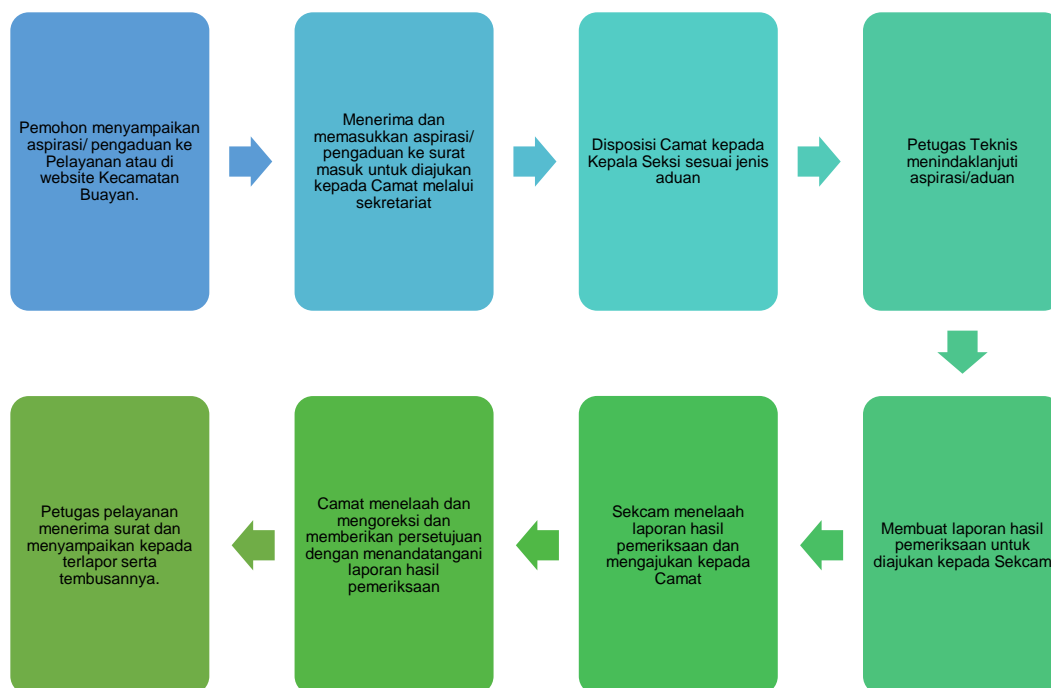 Pemohon menyampaikan
aspirasi/ pengaduan ke
Pelayanan atau di
website Kecamatan
Buayan.
Menerima dan
memasukkan aspirasi/
pengaduan ke surat
masuk untuk diajukan
kepada Camat melalui
sekretariat
Disposisi Camat kepada
Kepala Seksi sesuai jenis
aduan
Petugas Teknis
menindaklanjuti
aspirasi/aduan
Membuat laporan hasil
pemeriksaan untuk
diajukan kepada Sekcam
Sekcam menelaah
laporan hasil
pemeriksaan dan
mengajukan kepada
Camat
Camat menelaah dan
mengoreksi dan
memberikan persetujuan
dengan menandatangani
laporan hasil
pemeriksaan
Petugas pelayanan
menerima surat dan
menyampaikan kepada
terlapor serta
tembusannya.